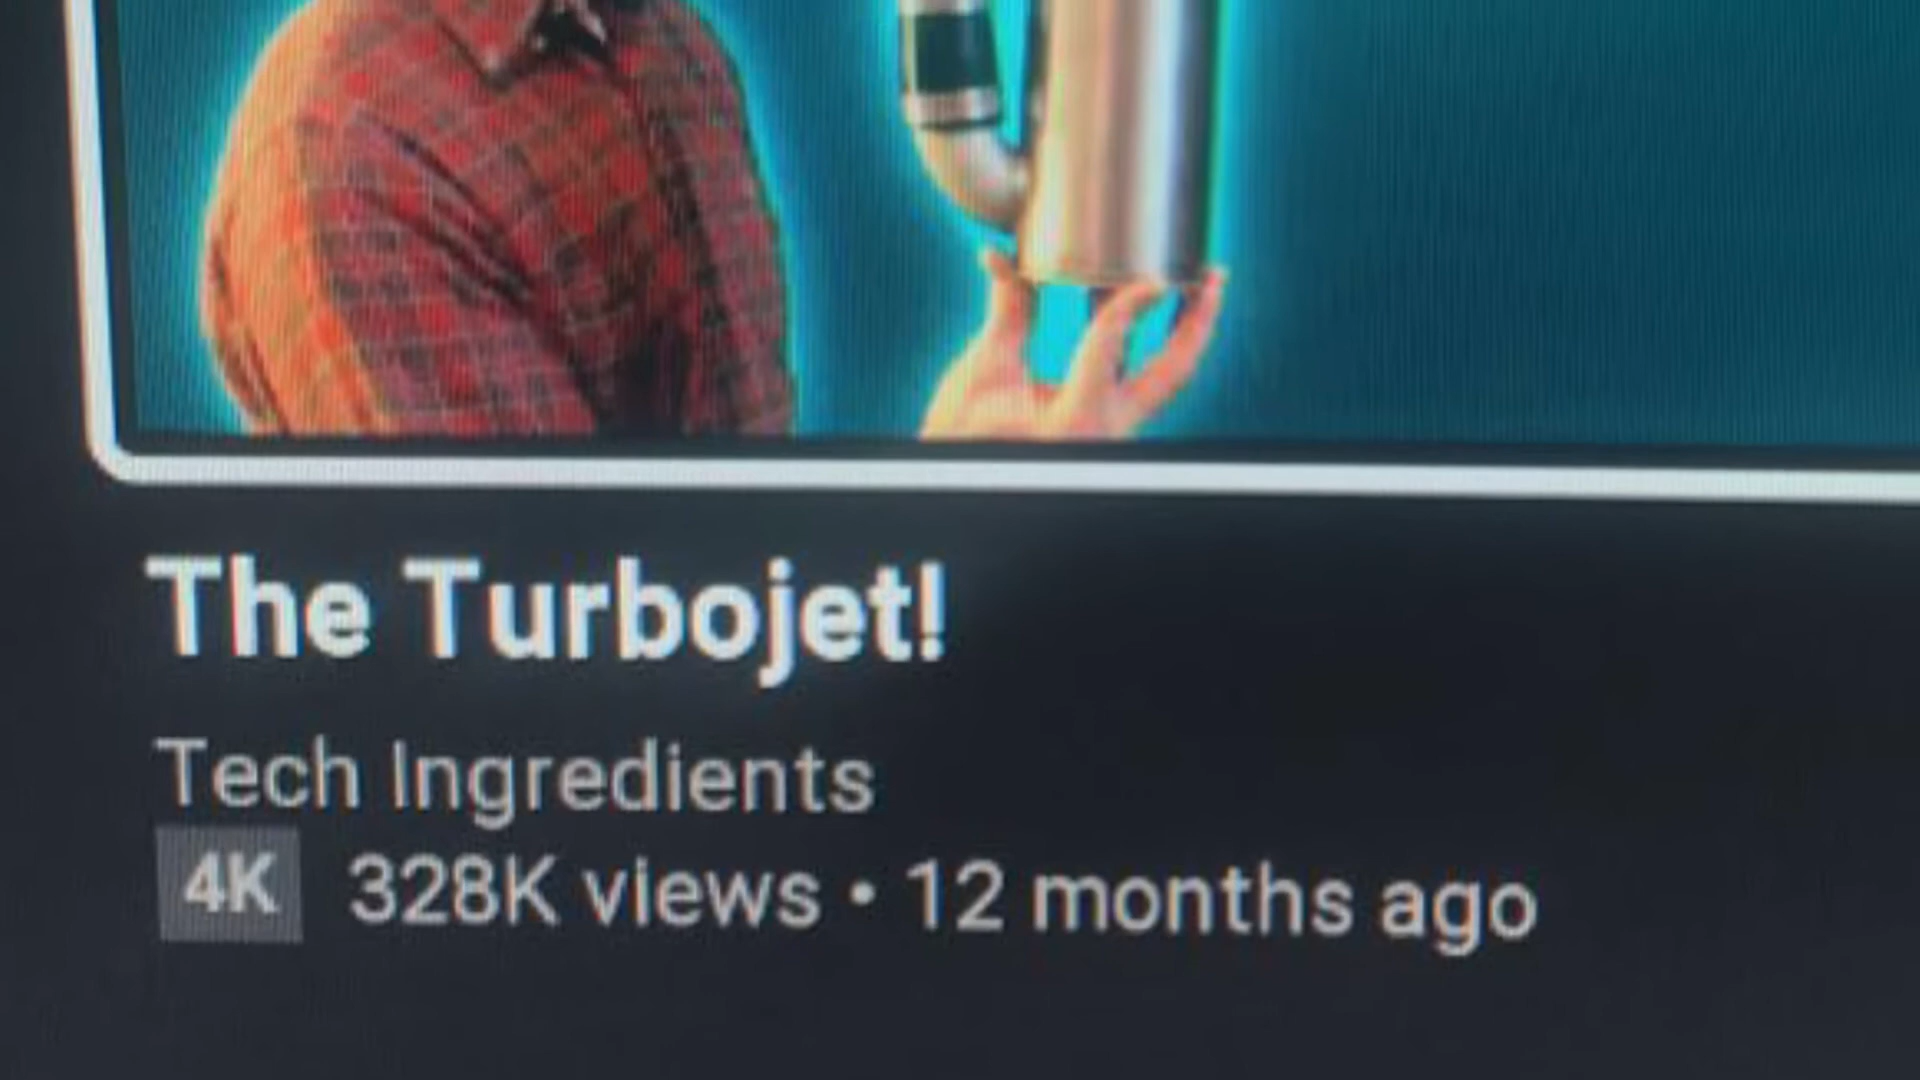 The Turbojet!
Tech Ingredients
4K 328K views • 12 months ago